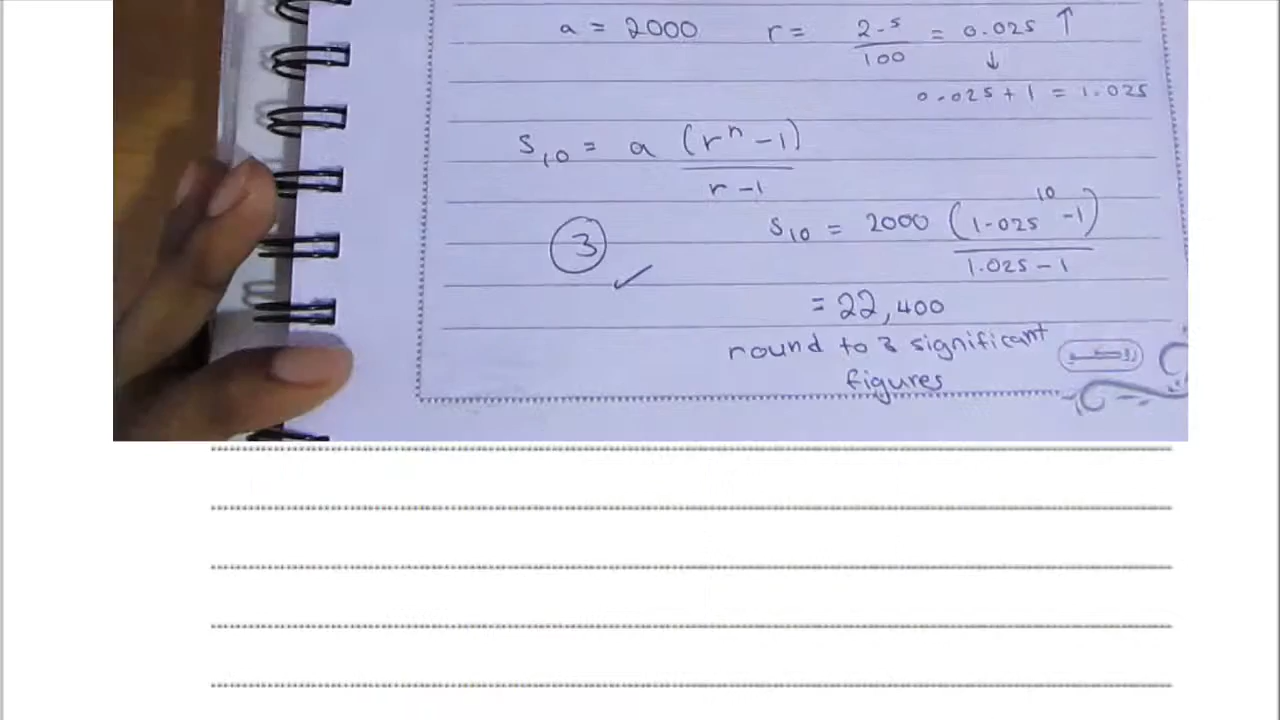 a = 2000 r = 2.5/100 = 0.025 ↑
↓
0.025 + 1 = 1.025
S10 = a (r^n - 1)/r - 1
S10 = 2000 (1.025^10 - 1)/1.025 - 1
3 ✓
= 22,400
round to 3 significant
figures